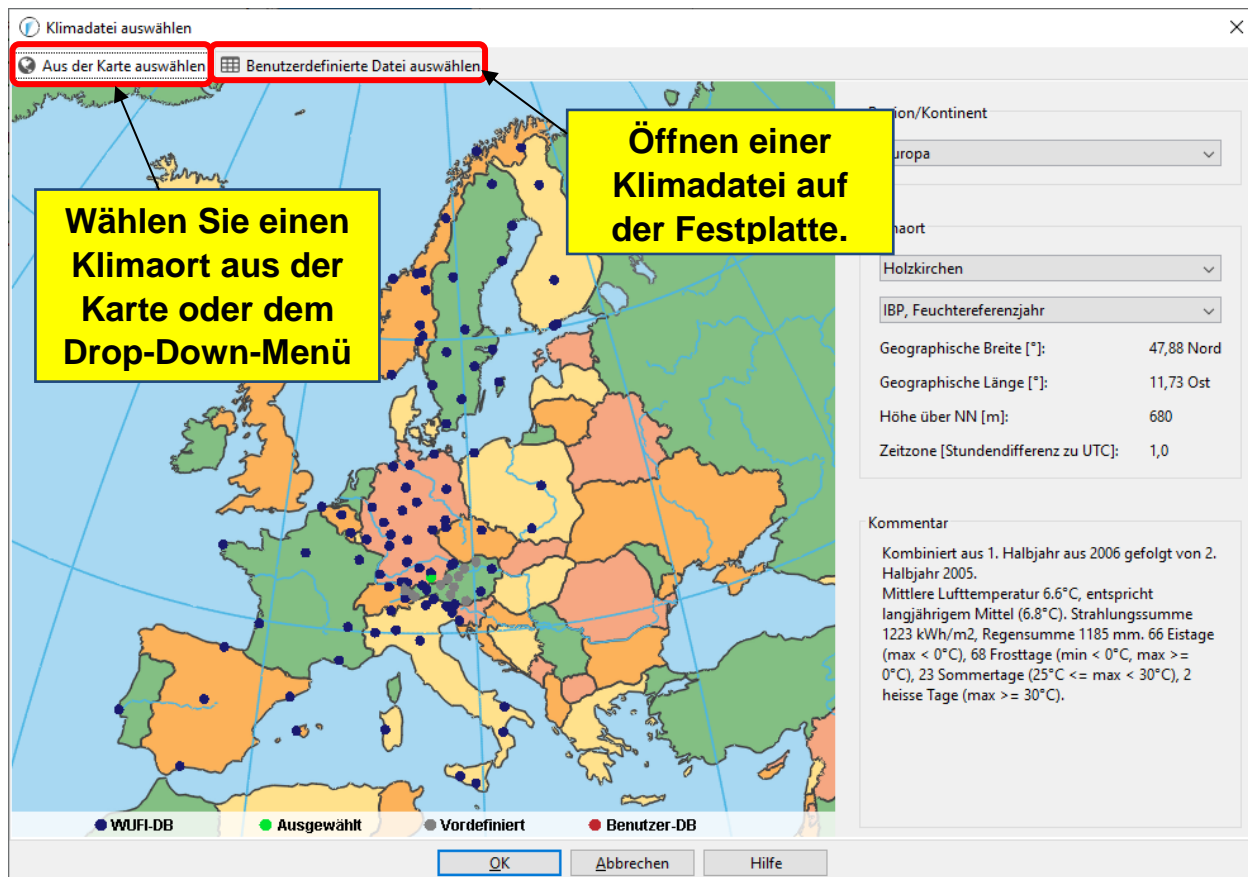 Klimadatei auswählen
Aus der Karte auswählen
Benutzerdefinierte Datei auswählen
Öffnen einer
Klimadatei auf
der Festplatte.
Wählen Sie einen
Klimaort aus der
Karte oder dem
Drop-Down-Menü
Holzkirchen
IBP, Feuchtereferenzjahr
Geographische Breite [°]: 47,88 Nord
Geographische Länge [°]: 11,73 Ost
Höhe über NN [m]: 680
Zeitzone [Stundendifferenz zu UTC]: 1,0
Kommentar
Kombiniert aus 1. Halbjahr aus 2006 gefolgt von 2.
Halbjahr 2005.
Mittlere Lufttemperatur 6.6°C, entspricht
langjährigem Mittel (6.8°C). Strahlungssumme
1223 kWh/m2, Regensumme 1185 mm. 66 Eistage
(max < 0°C), 68 Frosttage (min < 0°C, max >=
0°C), 23 Sommertage (25°C <= max < 30°C), 2
heisse Tage (max >= 30°C).
WUFI-DB
Ausgewählt
Vordefiniert
Benutzer-DB
OK
Abbrechen
Hilfe